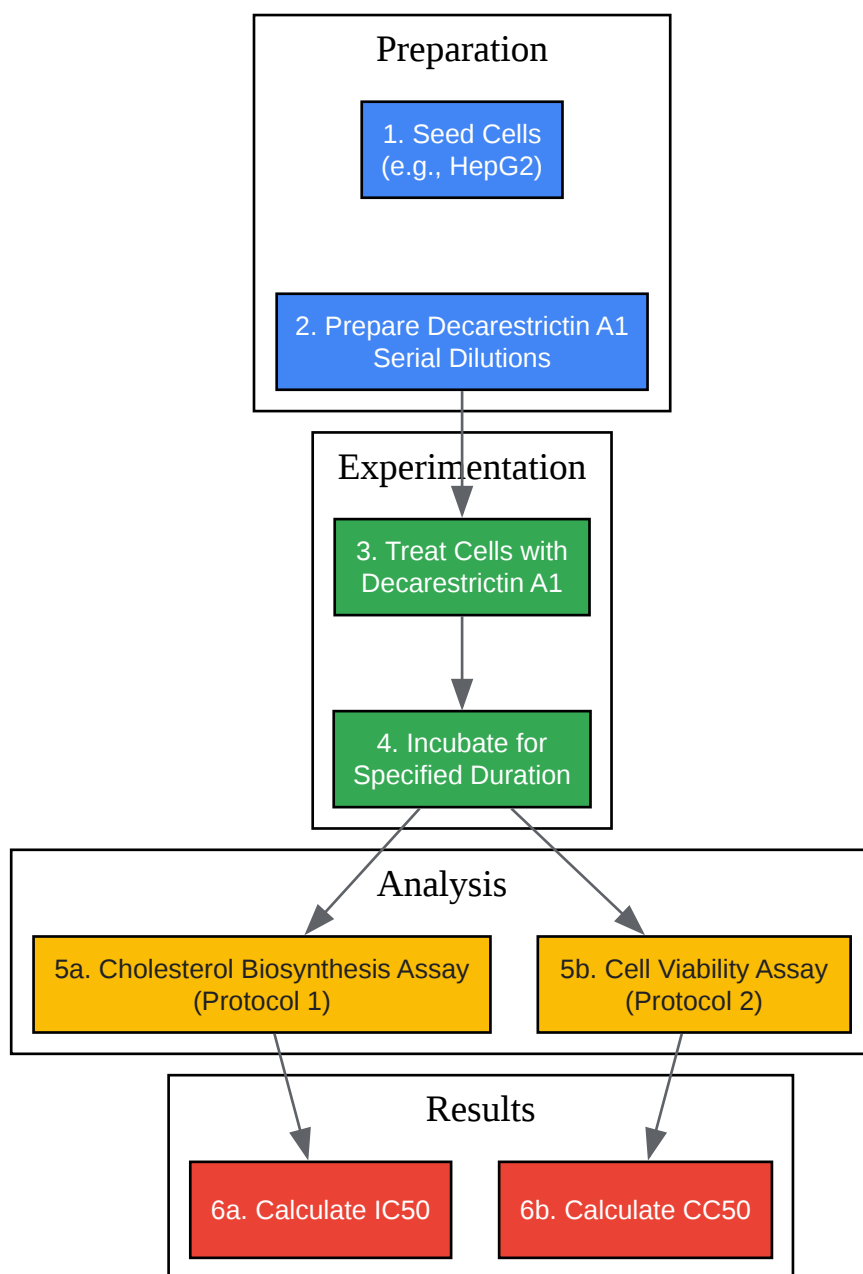 Preparation
1. Seed Cells
(e.g., HepG2)
2. Prepare Decarestrictin A1
Serial Dilutions
Experimentation
3. Treat Cells with
Decarestrictin A1
4. Incubate for
Specified Duration
Analysis
5a. Cholesterol Biosynthesis Assay
(Protocol 1)
5b. Cell Viability Assay
(Protocol 2)
Results
6a. Calculate IC50
6b. Calculate CC50